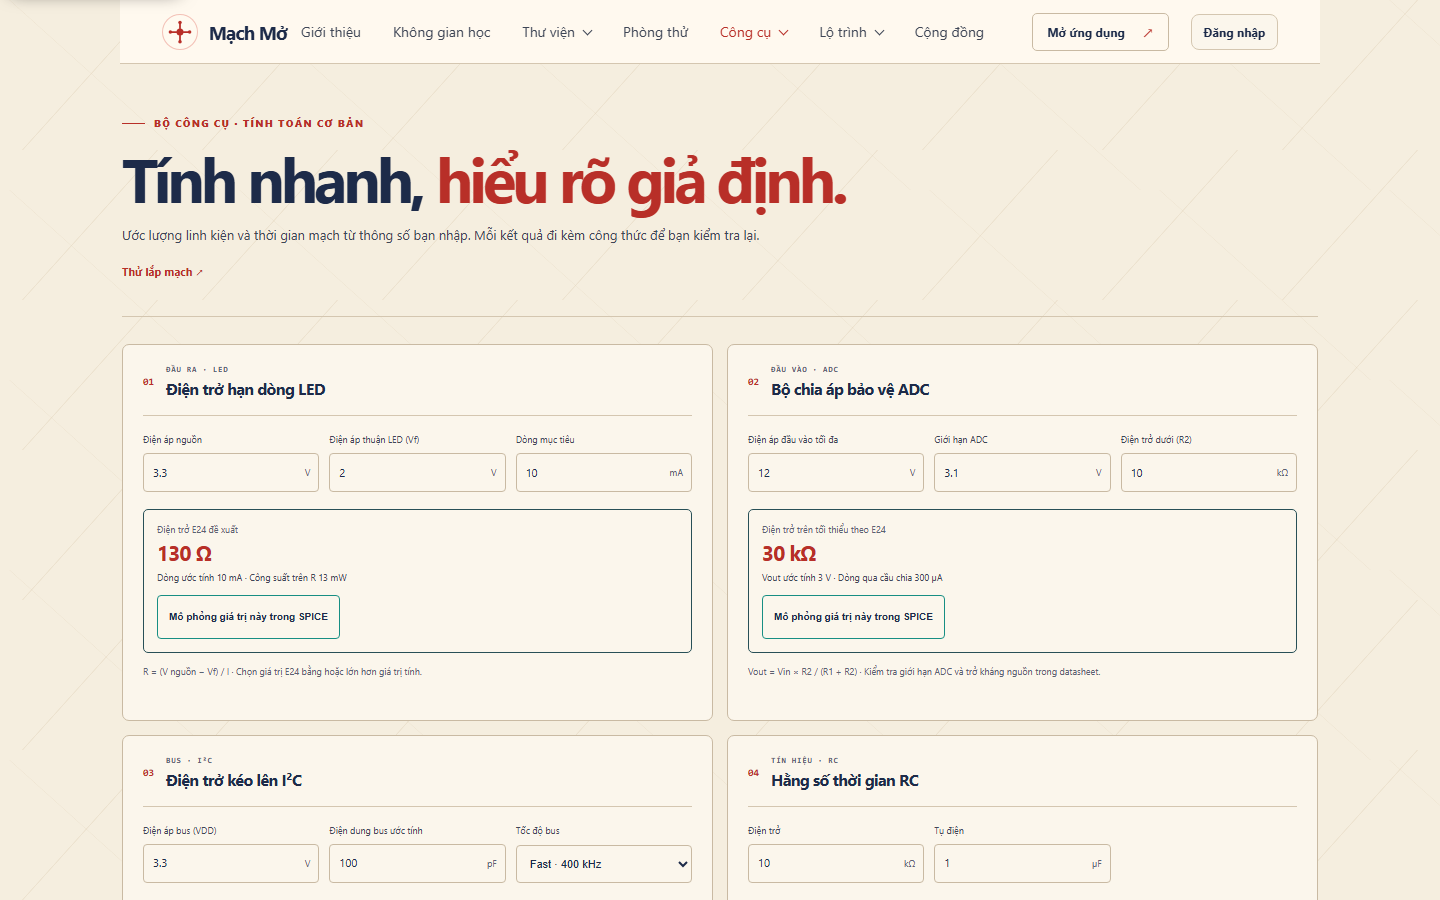 Mạch Mở Giới thiệu Không gian học Thư viện Phòng thử Công cụ Lộ trình Cộng đồng Mở ứng dụng ↗ Đăng nhập
BỘ CÔNG CỤ · TÍNH TOÁN CƠ BẢN
Tính nhanh, hiểu rõ giả định.
Ước lượng linh kiện và thời gian mạch từ thông số bạn nhập. Mỗi kết quả đi kèm công thức để bạn kiểm tra lại.
Thử lắp mạch ↗
01
ĐẦU RA · LED
Điện trở hạn dòng LED
Điện áp nguồn Điện áp thuận LED (Vf) Dòng mục tiêu
3.3 V 2 V 10 mA
Điện trở E24 đề xuất
130 Ω
Dòng ước tính 10 mA · Công suất trên R 13 mW
Mô phỏng giá trị này trong SPICE
R = (V nguồn − Vf) / I · Chọn giá trị E24 bằng hoặc lớn hơn giá trị tính.
02
ĐẦU VÀO · ADC
Bộ chia áp bảo vệ ADC
Điện áp đầu vào tối đa Giới hạn ADC Điện trở dưới (R2)
12 V 3.1 V 10 kΩ
Điện trở trên tối thiểu theo E24
30 kΩ
Vout ước tính 3 V · Dòng qua cầu chia 300 µA
Mô phỏng giá trị này trong SPICE
Vout = Vin × R2 / (R1 + R2) · Kiểm tra giới hạn ADC và trở kháng nguồn trong datasheet.
03
BUS · I²C
Điện trở kéo lên I²C
Điện áp bus (VDD) Điện dung bus ước tính Tốc độ bus
3.3 V 100 pF Fast · 400 kHz
04
TÍN HIỆU · RC
Hằng số thời gian RC
Điện trở Tụ điện
10 kΩ 1 µF